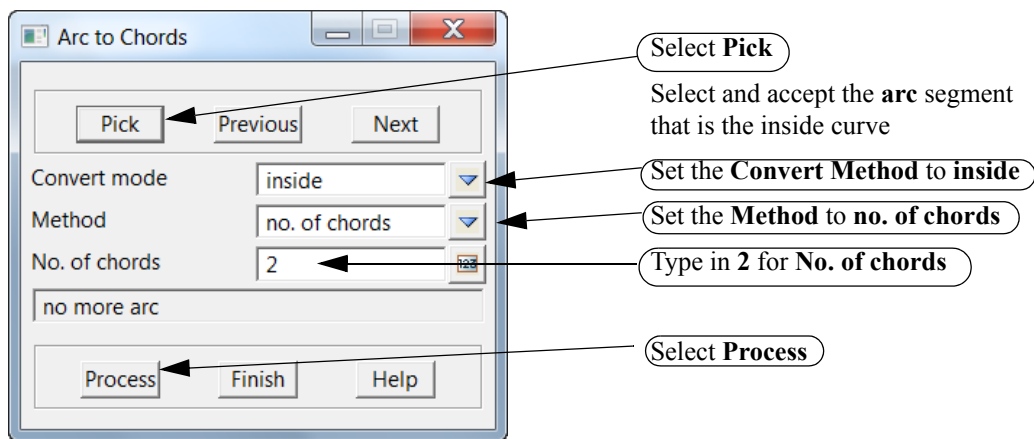 Arc to Chords
Pick
Previous
Next
Convert mode
inside
Method
no. of chords
No. of chords
2
123
no more arc
Process
Finish
Help
Select Pick
Select and accept the arc segment
that is the inside curve
Set the Convert Method to inside
Set the Method to no. of chords
Type in 2 for No. of chords
Select Process